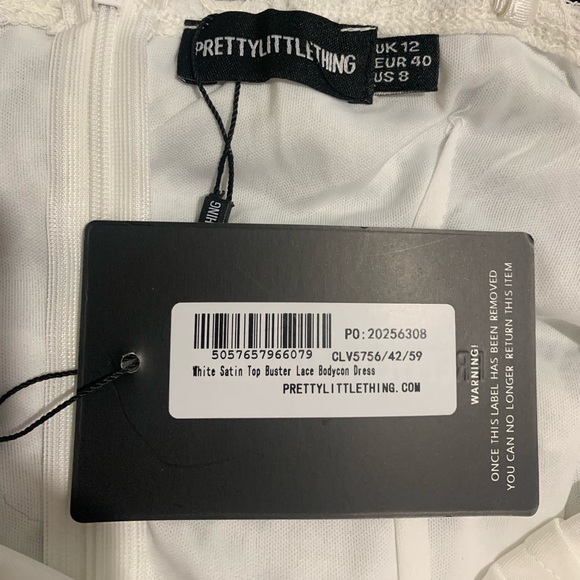 PRETTYLITTLETHING
UK 12
EUR 40
US 8
THING
PO:20256308
5057657966079
CLV5756/42/59
White Satin Top Buster Lace Bodycon Dress
PRETTYLITTLETHING.COM
WARNING!
ONCE THIS LABEL HAS BEEN REMOVED
YOU CAN NO LONGER RETURN THIS ITEM